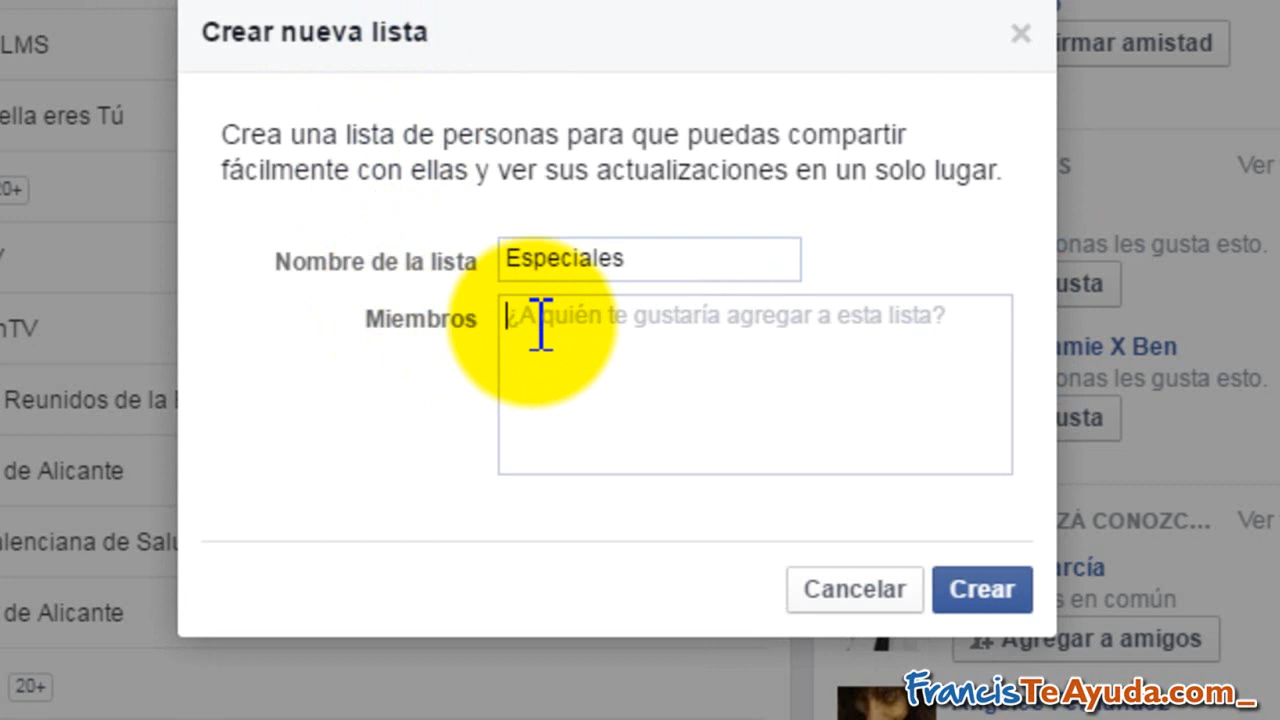 Crear nueva lista
×
Crea una lista de personas para que puedas compartir
fácilmente con ellas y ver sus actualizaciones en un solo lugar.
Nombre de la lista
Especiales
Miembros
¿A quién te gustaría agregar a esta lista?
Cancelar
Crear
LMS
ella eres Tú
20+
nTV
Reunidos de la
de Alicante
alenciana de Salu
de Alicante
20+
irmar amistad
Ver
onas les gusta esto.
usta
mie X Ben
onas les gusta esto.
usta
ZÁ CONOZC...
Ver
arcía
s en común
Agregar a amigos
FrancisTeAyuda.com_